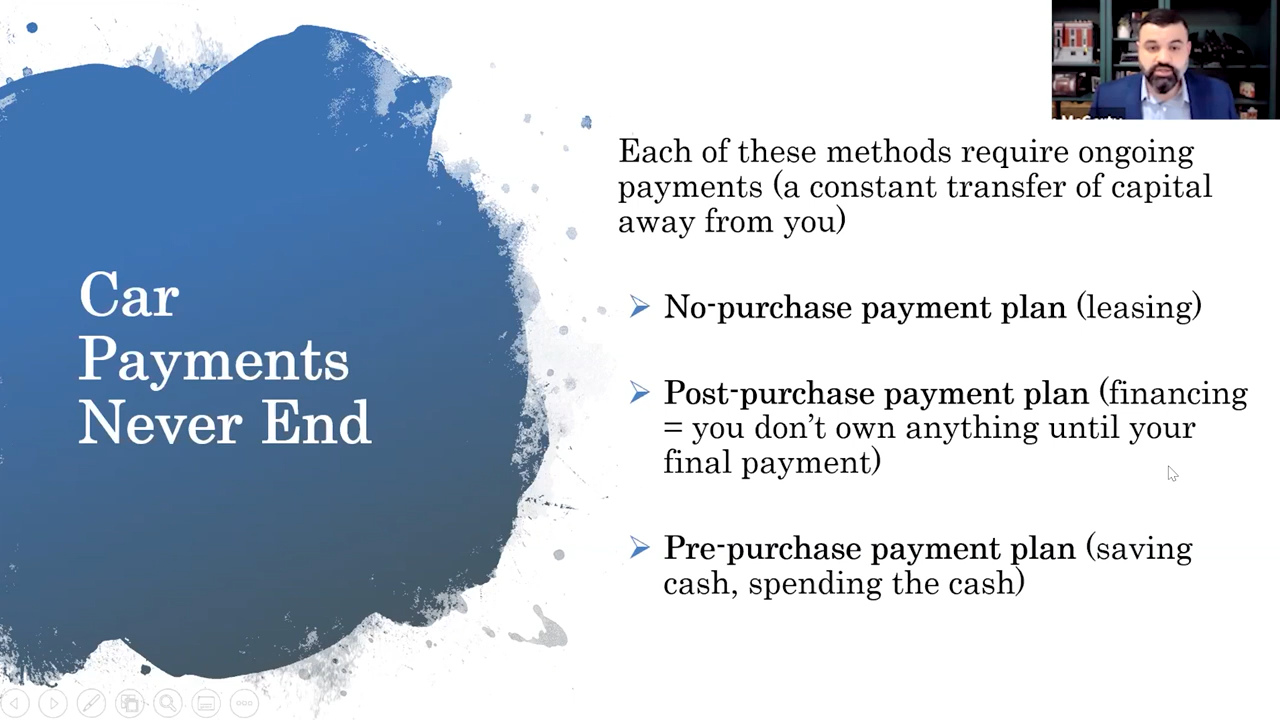 Car
Payments
Never End
Each of these methods require ongoing
payments (a constant transfer of capital
away from you)
No-purchase payment plan (leasing)
Post-purchase payment plan (financing
= you don’t own anything until your
final payment)
Pre-purchase payment plan (saving
cash, spending the cash)